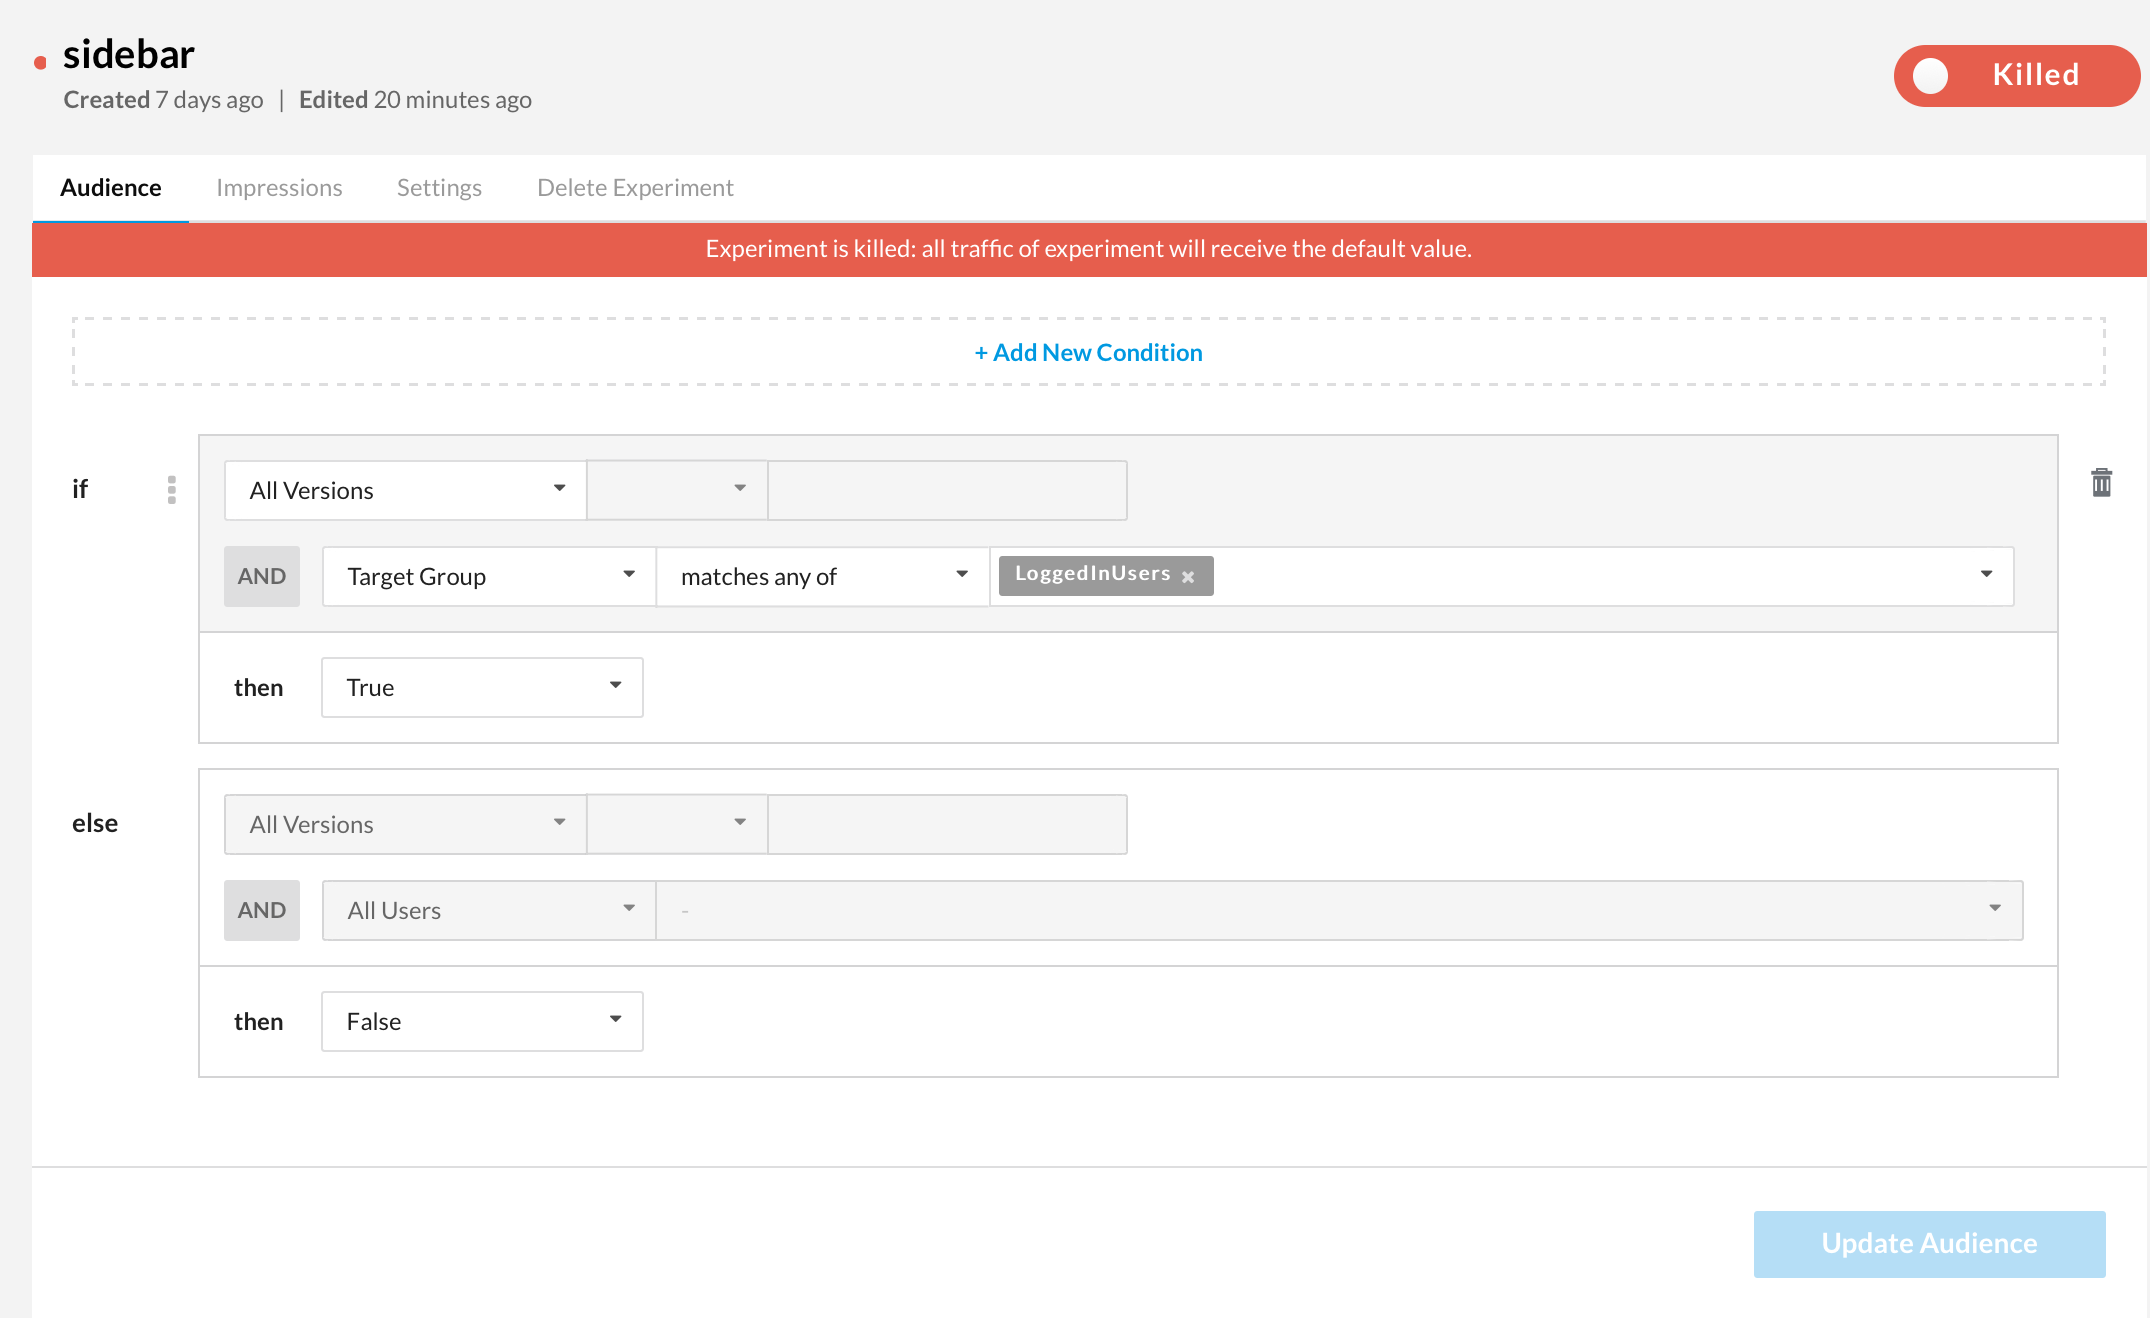 sidebar
Created 7 days ago | Edited 20 minutes ago
Killed
Audience Impressions Settings Delete Experiment
Experiment is killed: all traffic of experiment will receive the default value.
+ Add New Condition
if
All Versions
AND Target Group matches any of LoggedInUsers ×
then True
else
All Versions
AND All Users -
then False
Update Audience